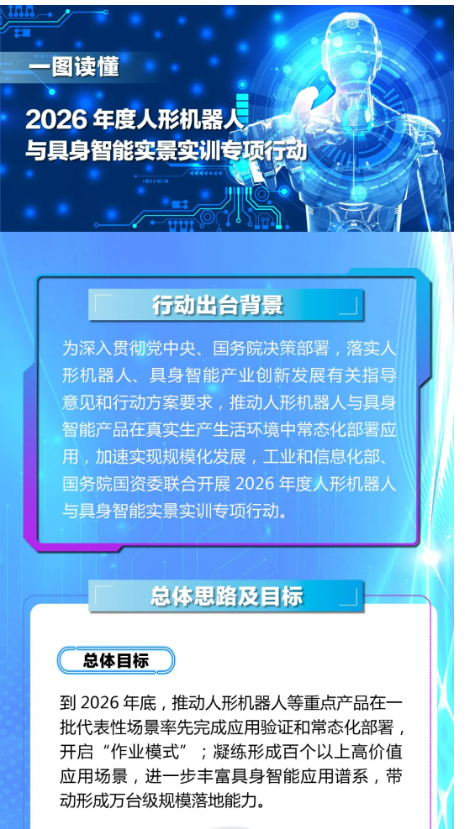 一图读懂
2026 年度人形机器人
与具身智能实景实训专项行动
行动出台背景
为深入贯彻党中央、国务院决策部署，落实人
形机器人、具身智能产业创新发展有关指导
意见和行动方案要求，推动人形机器人与具身
智能产品在真实生产生活环境中常态化部署应
用，加速实现规模化发展，工业和信息化部、
国务院国资委联合开展 2026 年度人形机器人
与具身智能实景实训专项行动。
总体思路及目标
总体目标
到 2026 年底，推动人形机器人等重点产品在一
批代表性场景率先完成应用验证和常态化部署，
开启“作业模式”；凝练形成百个以上高价值
应用场景，进一步丰富具身智能应用谱系，带
动形成万台级规模落地能力。